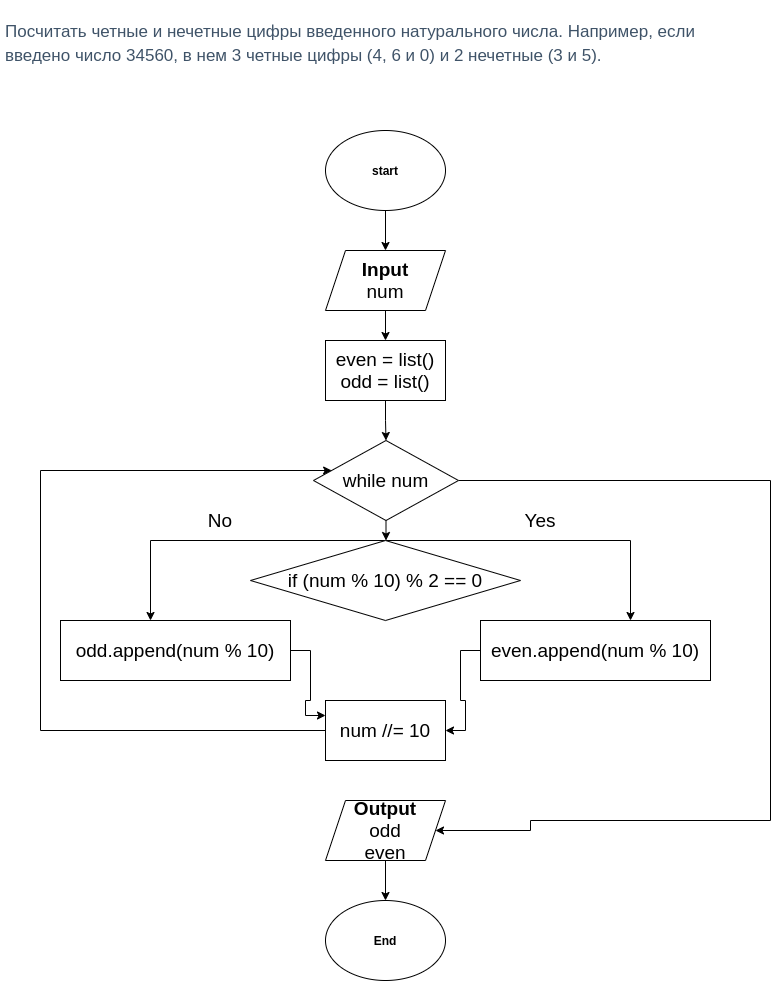 Посчитать четные и нечетные цифры введенного натурального числа. Например, если
введено число 34560, в нем 3 четные цифры (4, 6 и 0) и 2 нечетные (3 и 5).
start
Input
num
even = list()
odd = list()
while num
No
Yes
if (num % 10) % 2 == 0
odd.append(num % 10)
even.append(num % 10)
num //= 10
Output
odd
even
End